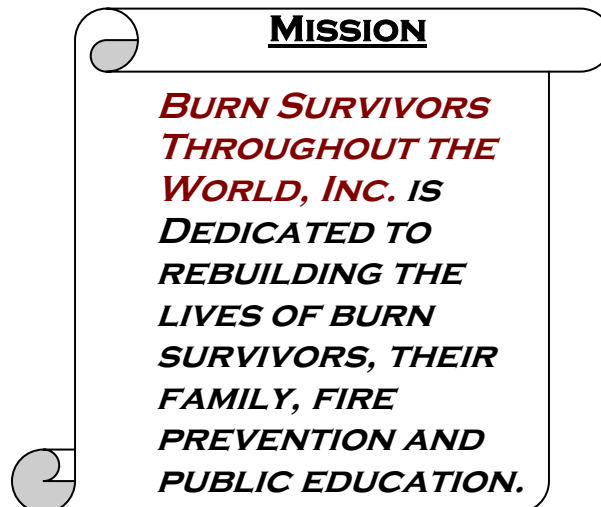 Mission
Burn Survivors
Throughout the
World, Inc. is
Dedicated to
rebuilding the
lives of burn
survivors, their
family, fire
prevention and
public education.